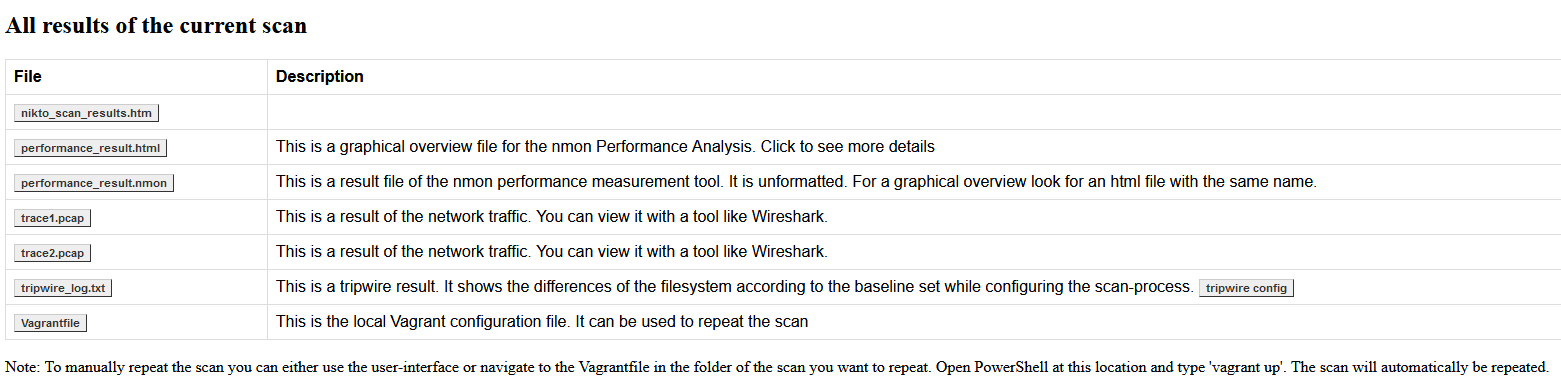 All results of the current scan
File Description
nikto_scan_results.htm
performance_result.html This is a graphical overview file for the nmon Performance Analysis. Click to see more details
performance_result.nmon This is a result file of the nmon performance measurement tool. It is unformatted. For a graphical overview look for an html file with the same name.
trace1.pcap This is a result of the network traffic. You can view it with a tool like Wireshark.
trace2.pcap This is a result of the network traffic. You can view it with a tool like Wireshark.
tripwire_log.txt This is a tripwire result. It shows the differences of the filesystem according to the baseline set while configuring the scan-process. tripwire config
Vagrantfile This is the local Vagrant configuration file. It can be used to repeat the scan
Note: To manually repeat the scan you can either use the user-interface or navigate to the Vagrantfile in the folder of the scan you want to repeat. Open PowerShell at this location and type 'vagrant up'. The scan will automatically be repeated.